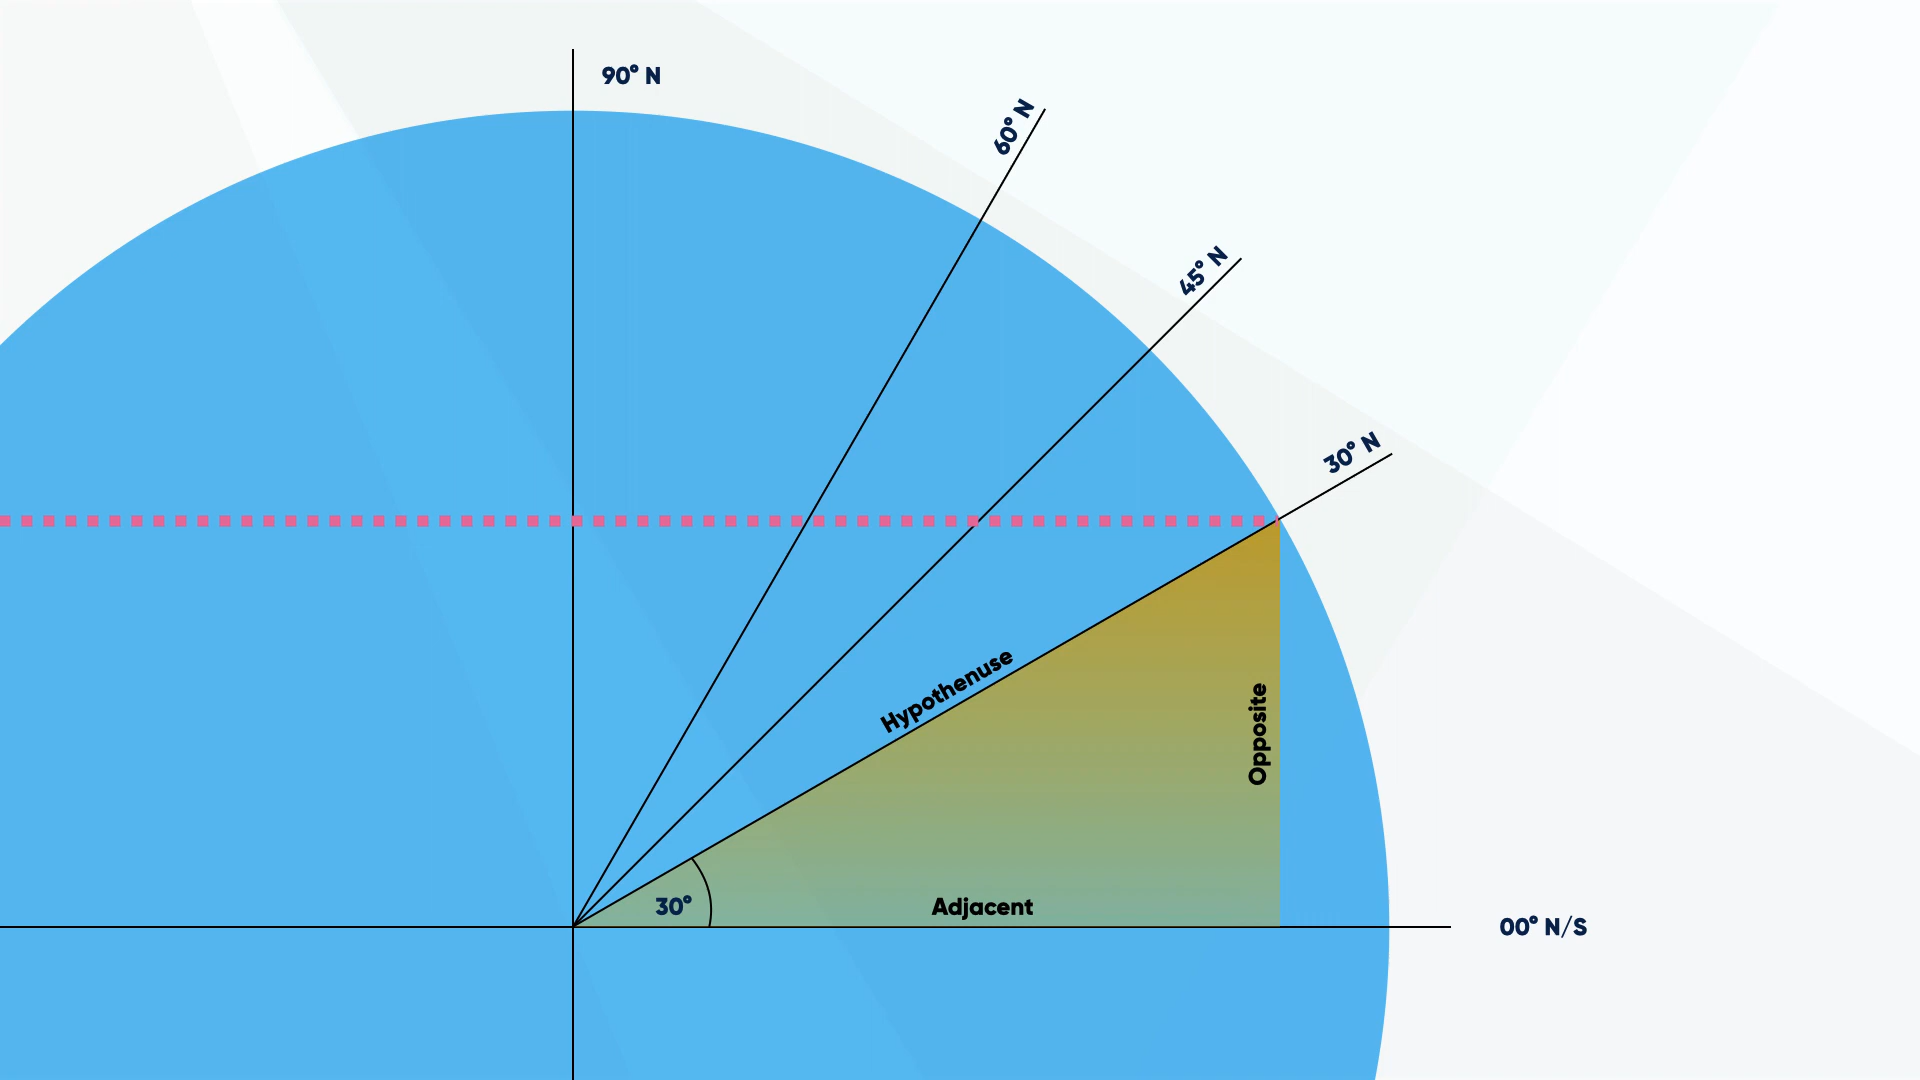 90° N
60° N
45° N
30° N
Hypothenuse
Opposite
30°
Adjacent
00° N/S